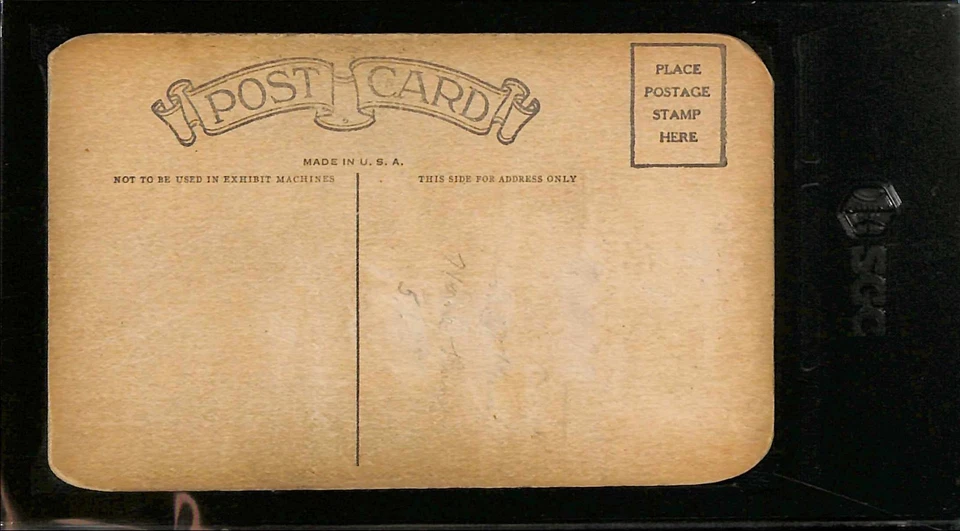 POST CARD
PLACE
POSTAGE
STAMP
HERE
MADE IN U. S. A.
NOT TO BE USED IN EXHIBIT MACHINES
THIS SIDE FOR ADDRESS ONLY
SGC